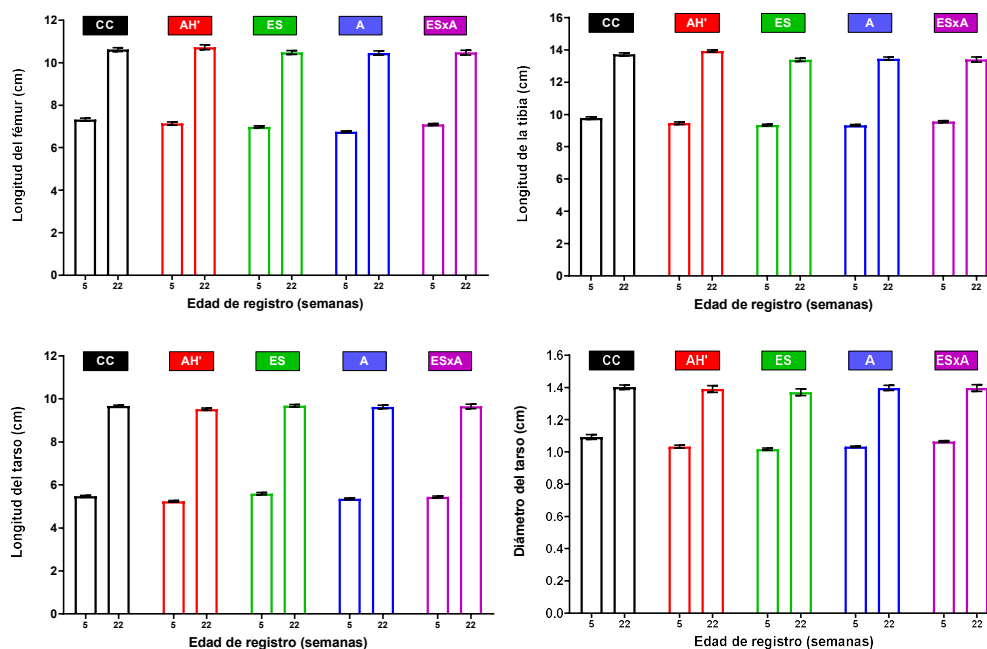 CC AH' ES A ESxA
Longitud del fémur (cm)
12
10
8
6
4
2
0
5 22 5 22 5 22 5 22 5 22
Edad de registro (semanas)
CC AH' ES A ESxA
Longitud de la tibia (cm)
16
14
12
10
8
6
4
2
0
5 22 5 22 5 22 5 22 5 22
Edad de registro (semanas)
CC AH' ES A ESxA
Longitud del tarso (cm)
12
10
8
6
4
2
0
5 22 5 22 5 22 5 22 5 22
Edad de registro (semanas)
CC AH' ES A ESxA
Diámetro del tarso (cm)
1.6
1.4
1.2
1.0
0.8
0.6
0.4
0.2
0.0
5 22 5 22 5 22 5 22 5 22
Edad de registro (semanas)